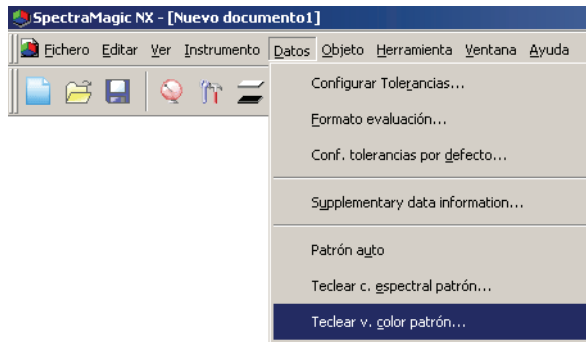 SpectraMagic NX - [Nuevo documento1]
Fichero Editar Ver Instrumento Datos Objeto Herramienta Ventana Ayuda
Configurar Tolerancias...
Formato evaluación...
Conf. tolerancias por defecto...
Supplementary data information...
Patrón auto
Teclear c. espectral patrón...
Teclear v. color patrón...